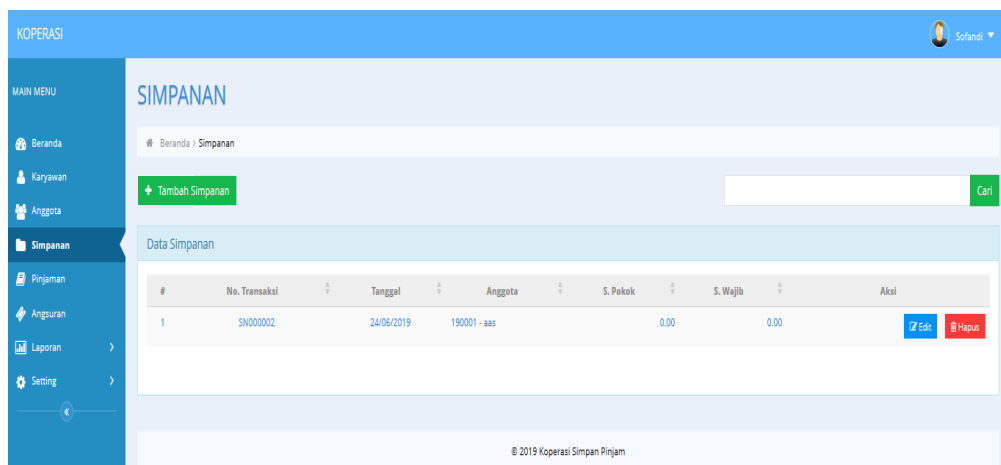 KOPERASI
Sofandi
MAIN MENU
Beranda
Karyawan
Anggota
Simpanan
Pinjaman
Angsuran
Laporan
Setting
SIMPANAN
Beranda > Simpanan
Tambah Simpanan
Cari
Data Simpanan
# No. Transaksi Tanggal Anggota S. Pokok S. Wajib Aksi
1 SN000002 24/06/2019 190001 - aas 0.00 0.00 Edit Hapus
© 2019 Koperasi Simpan Pinjam